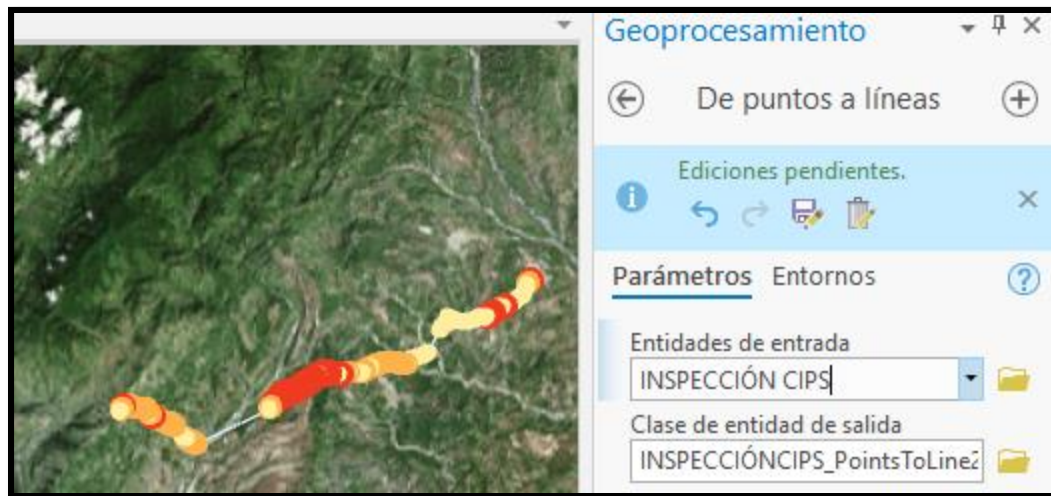 Geoprocesamiento
De puntos a líneas
Ediciones pendientes.
Parámetros Entornos
Entidades de entrada
INSPECCIÓN CIPS
Clase de entidad de salida
INSPECCIÓNCIPS_PointsToLine2